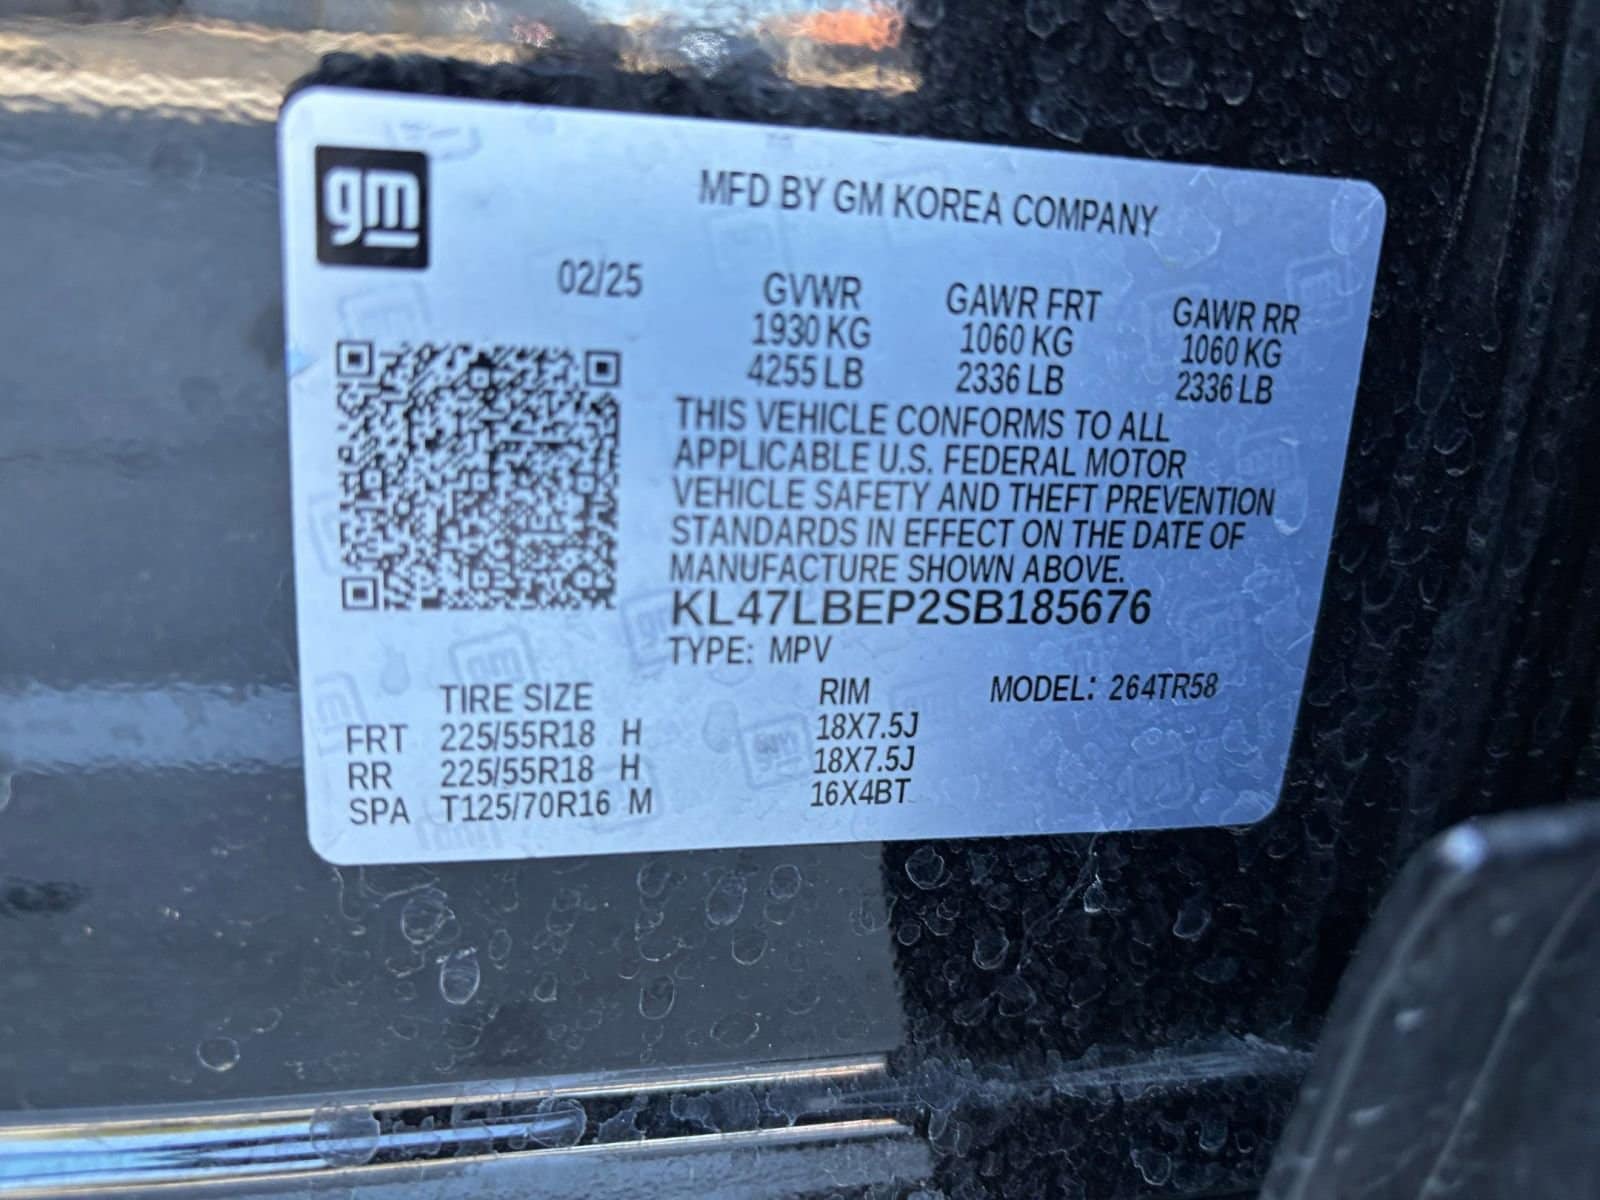 gm
MFD BY GM KOREA COMPANY
02/25 GVWR GAWR FRT GAWR RR
1930 KG 1060 KG 1060 KG
4255 LB 2336 LB 2336 LB
THIS VEHICLE CONFORMS TO ALL
APPLICABLE U.S. FEDERAL MOTOR
VEHICLE SAFETY AND THEFT PREVENTION
STANDARDS IN EFFECT ON THE DATE OF
MANUFACTURE SHOWN ABOVE.
KL47LBEP2SB185676
TYPE: MPV
TIRE SIZE RIM MODEL: 264TR58
FRT 225/55R18 H 18X7.5J
RR 225/55R18 H 18X7.5J
SPA T125/70R16 M 16X4BT